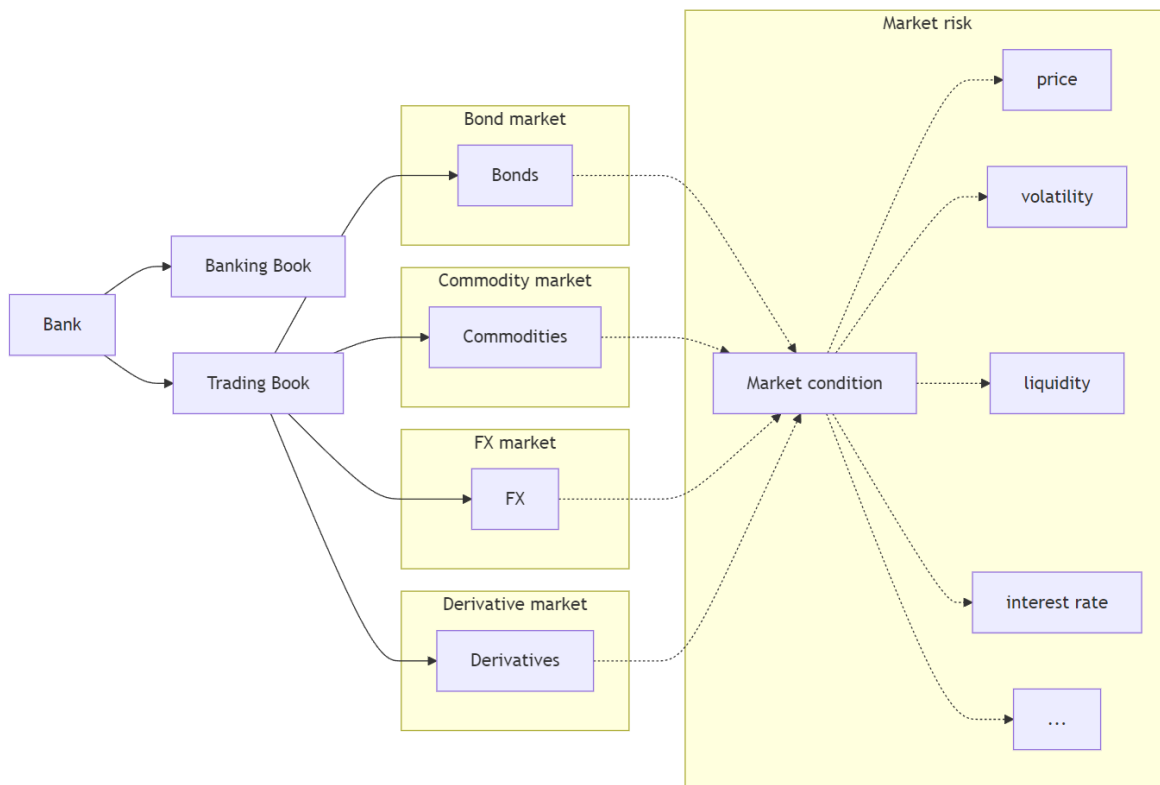 Market risk
price
Bond market
Bonds
volatility
Banking Book
Commodity market
Bank
Commodities
Trading Book
Market condition
liquidity
FX market
FX
Derivative market
interest rate
Derivatives
...